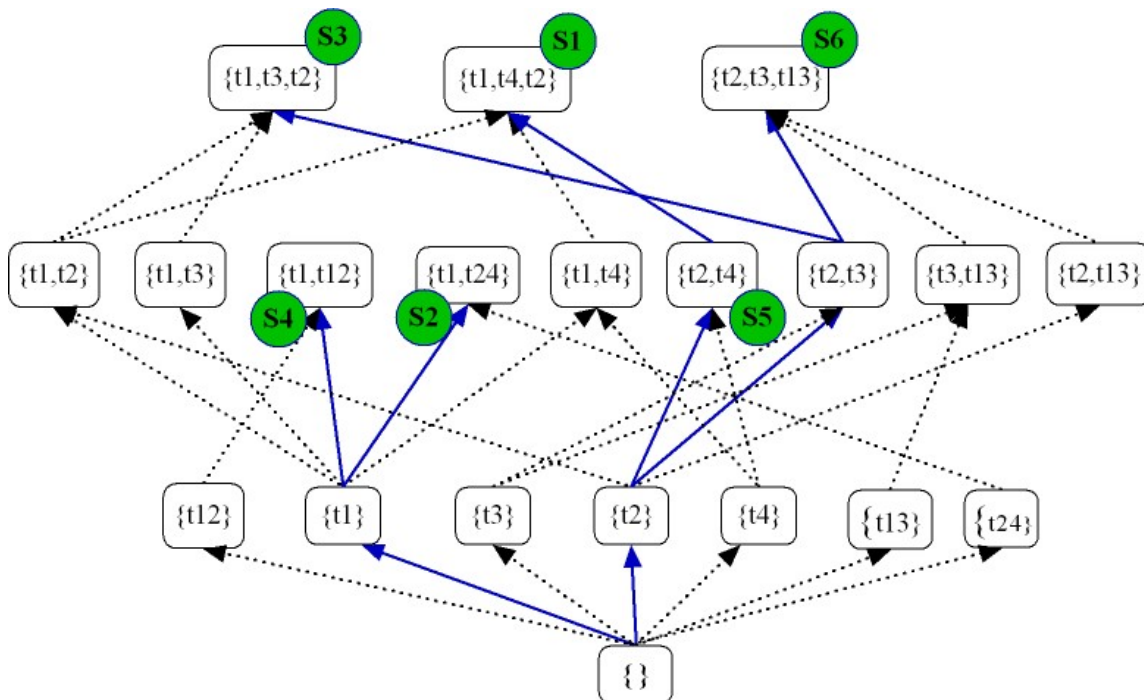 S3
S1
S6
{t1,t3,t2}
{t1,t4,t2}
{t2,t3,t13}
{t1,t2}
{t1,t3}
{t1,t12}
{t1,t24}
{t1,t4}
{t2,t4}
{t2,t3}
{t3,t13}
{t2,t13}
S4
S2
S5
{t12}
{t1}
{t3}
{t2}
{t4}
{t13}
{t24}
{}